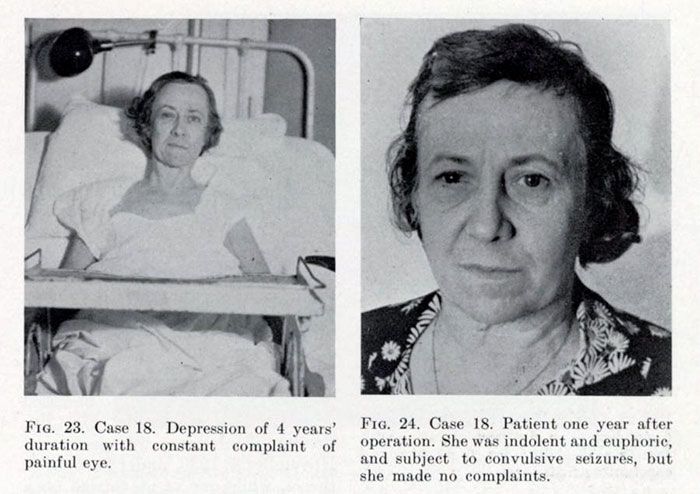 FIG. 23. Case 18. Depression of 4 years'
duration with constant complaint of
painful eye.
FIG. 24. Case 18. Patient one year after
operation. She was indolent and euphoric,
and subject to convulsive seizures, but
she made no complaints.